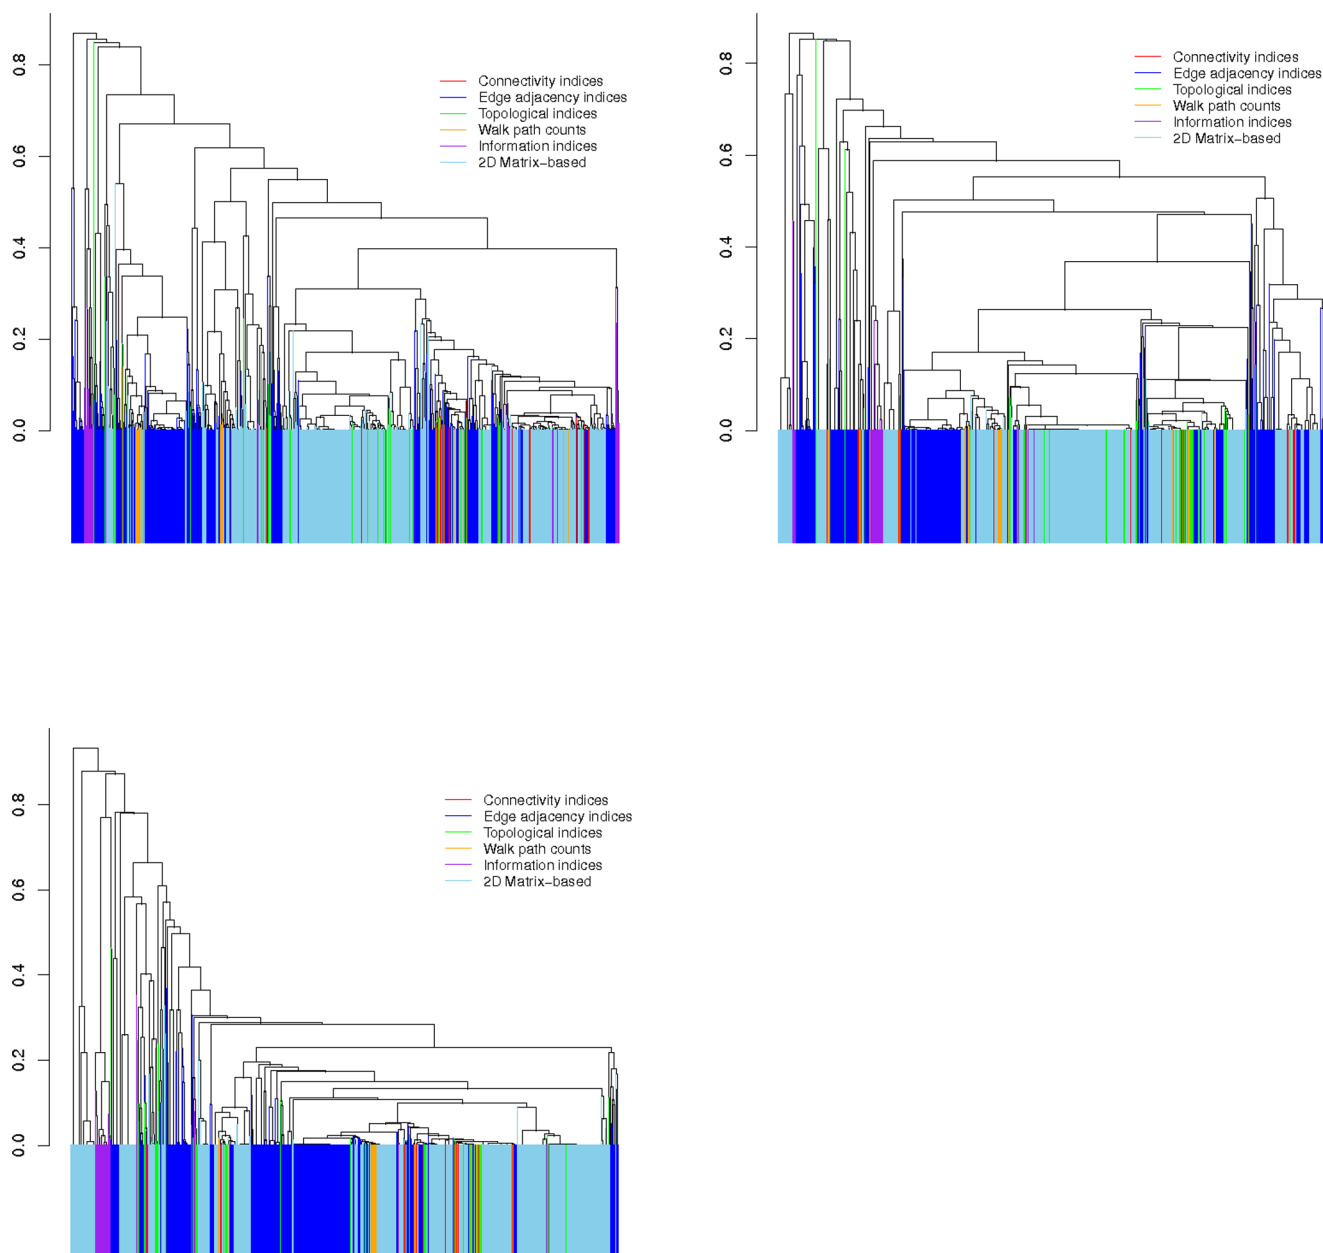 0.8
0.6
0.4
0.2
0.0
Connectivity indices
Edge adjacency indices
Topological indices
Walk path counts
Information indices
2D Matrix−based
0.8
0.6
0.4
0.2
0.0
Connectivity indices
Edge adjacency indices
Topological indices
Walk path counts
Information indices
2D Matrix−based
0.8
0.6
0.4
0.2
0.0
Connectivity indices
Edge adjacency indices
Topological indices
Walk path counts
Information indices
2D Matrix−based